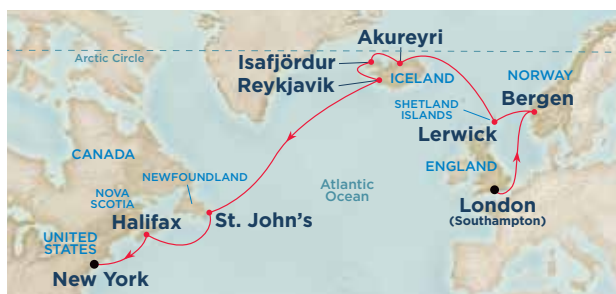 Akureyri
Arctic Circle
Isafjördur
ICELAND
NORWAY
Reykjavik
Bergen
SHETLAND
ISLANDS
Lerwick
CANADA
ENGLAND
NEWFOUNDLAND
Atlantic
Ocean
NOVA
SCOTIA
London
(Southampton)
Halifax
St. John's
UNITED
STATES
New York